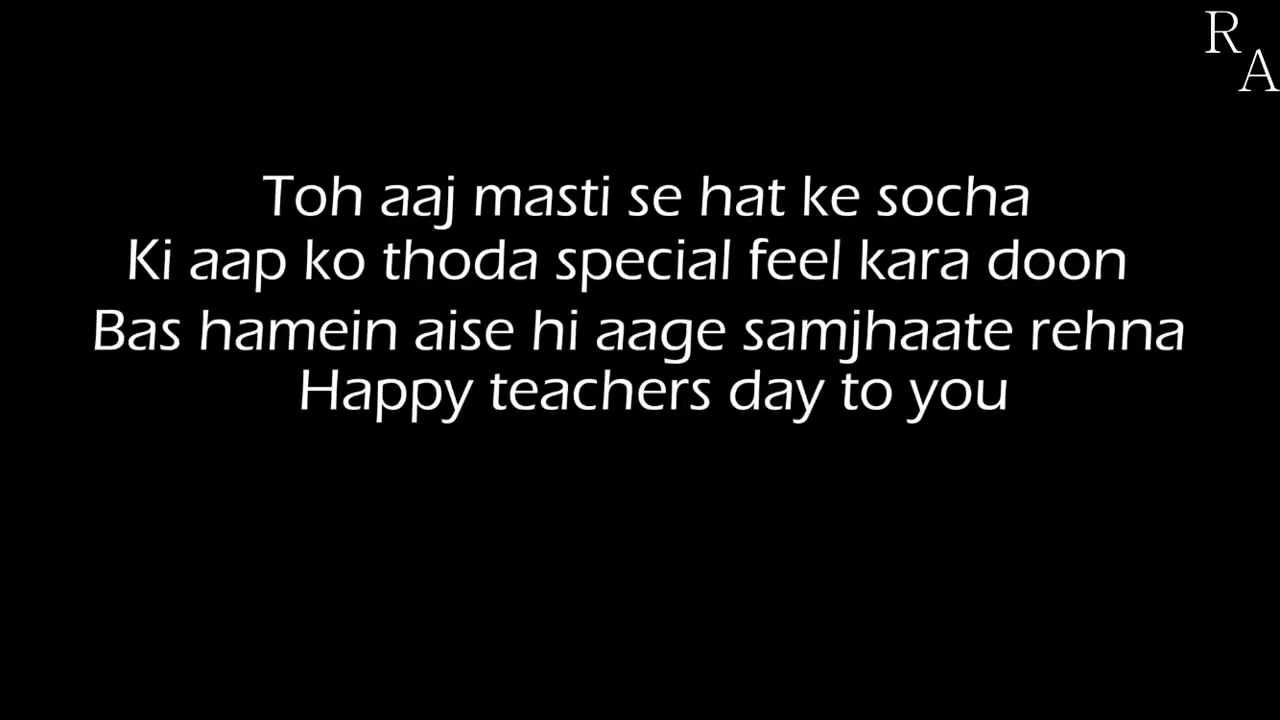 R
A
Toh aaj masti se hat ke socha
Ki aap ko thoda special feel kara doon
Bas hamein aise hi aage samjhaate rehna
Happy teachers day to you